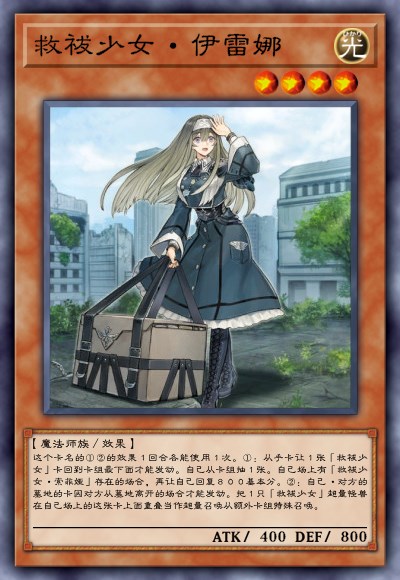 救祓少女·伊雷娜
光
【魔法师族／效果】
这个卡名的①②的效果1回合各能使用1次。①：从手卡让1张「救祓少
女」卡回到卡组最下面才能发动。自己从卡组抽1张。自己场上有「救祓少
女·索菲娅」存在的场合，再让自己回复800基本分。②：自己·对方的
墓地的卡因对方从墓地离开的场合才能发动。把1只「救祓少女」超量怪兽
在自己场上的这张卡上面重叠当作超量召唤从额外卡组特殊召唤。
ATK/ 400 DEF/ 800